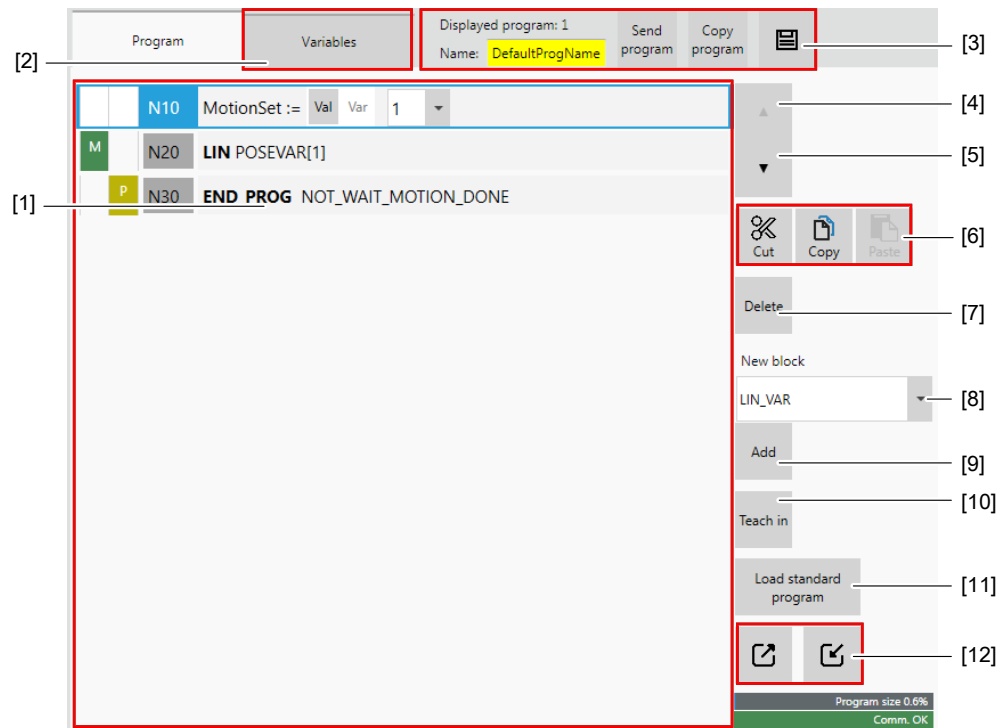 Program
Variables
Displayed program: 1
Name: DefaultProgName
Send program
Copy program
[2]
[3]
N10 MotionSet := Val Var 1
[4]
M N20 LIN POSEVAR[1]
[5]
P N30 END_PROG NOT_WAIT_MOTION_DONE
[1]
Cut
Copy
Paste
[6]
Delete
[7]
New block
LIN_VAR
[8]
Add
[9]
Teach in
[10]
Load standard
program
[11]
[12]
Program size 0.6%
Comm. OK